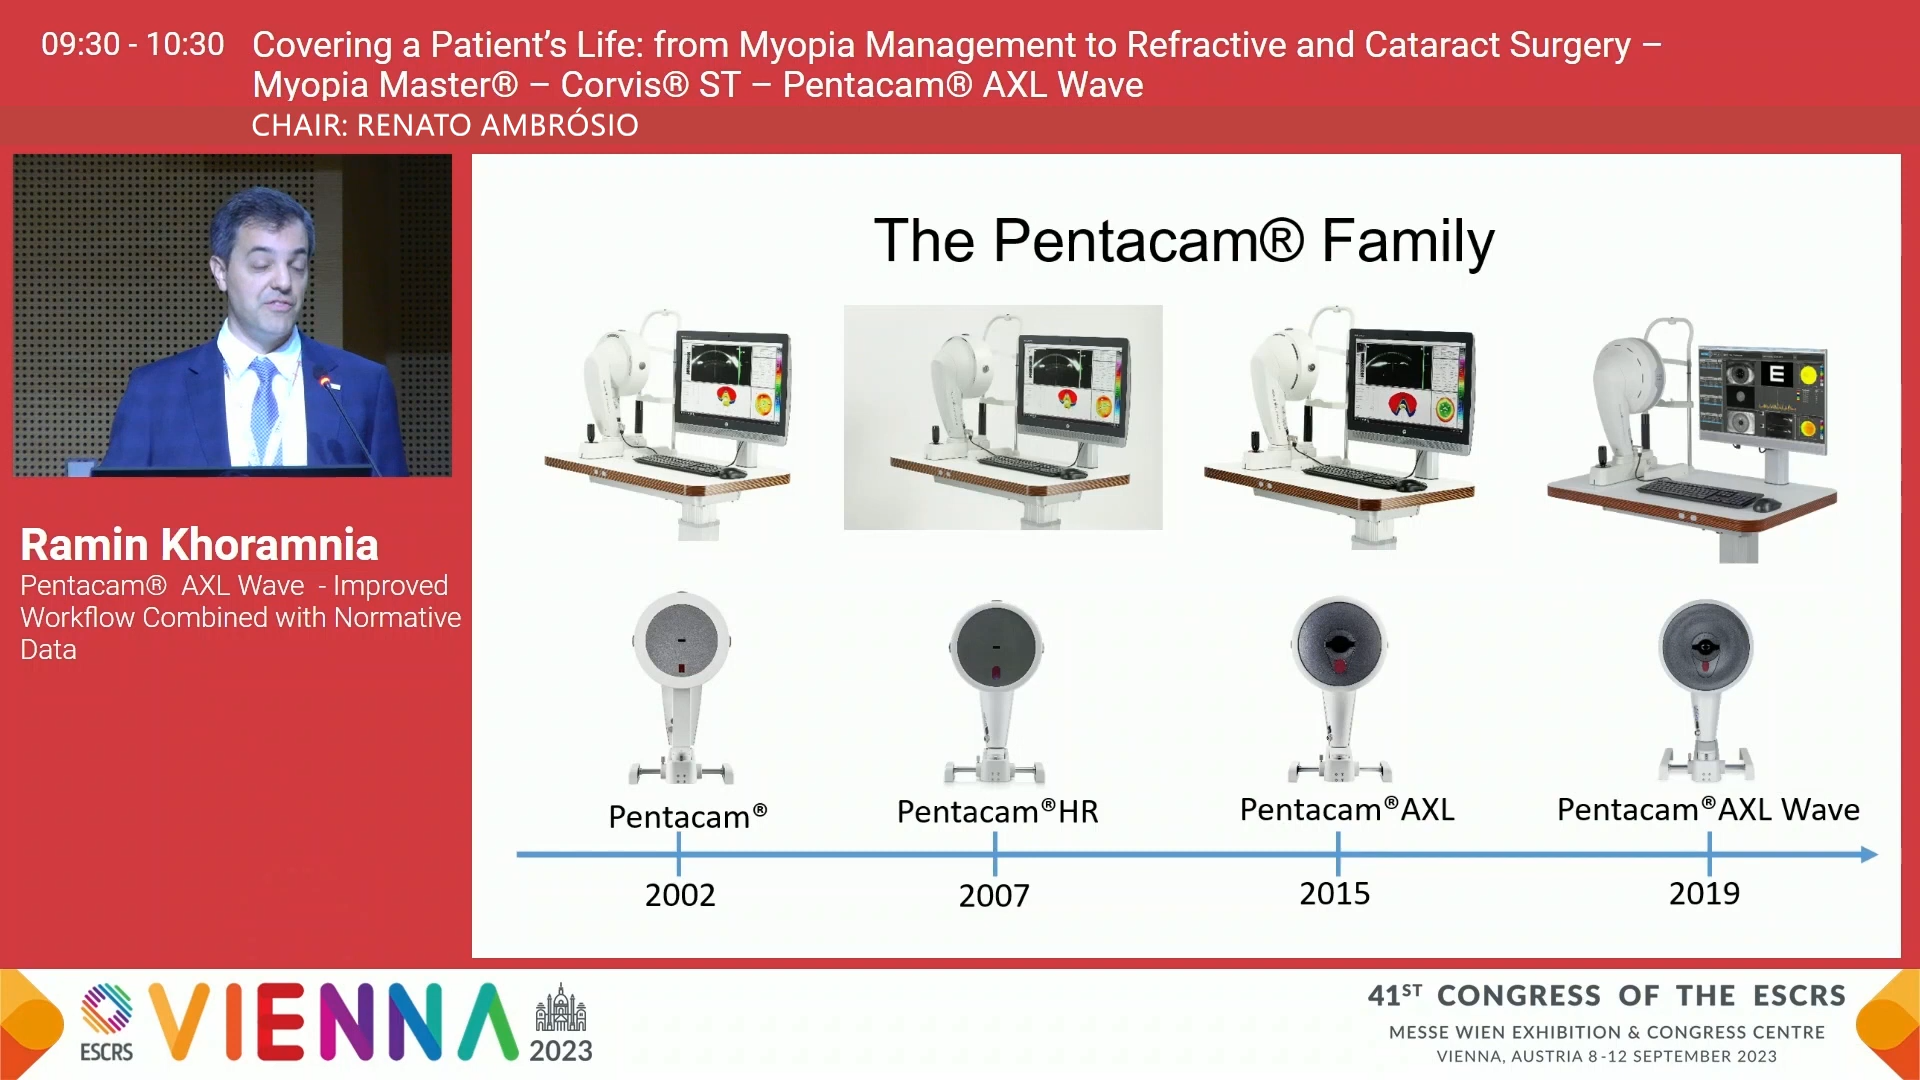 09:30 - 10:30
Covering a Patient’s Life: from Myopia Management to Refractive and Cataract Surgery –
Myopia Master® – Corvis® ST – Pentacam® AXL Wave
CHAIR: RENATO AMBRÓSIO
Ramin Khoramnia
Pentacam® AXL Wave - Improved
Workflow Combined with Normative
Data
The Pentacam® Family
E
Pentacam®
Pentacam®HR
Pentacam®AXL
Pentacam®AXL Wave
2002
2007
2015
2019
ESCRS
VIENNA
2023
41ST CONGRESS OF THE ESCRS
MESSE WIEN EXHIBITION & CONGRESS CENTRE
VIENNA, AUSTRIA 8-12 SEPTEMBER 2023